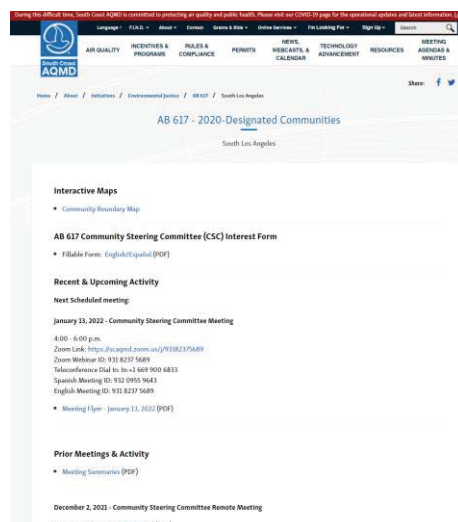 During this difficult time, South Coast AQMD is committed to protecting air quality and public health. Please visit our COVID-19 page for the operational updates and latest information.
Language F.I.N.D. About Contact Grants & Bids Online Services I'm Looking For Sign Up Search
South Coast
AQMD
AIR QUALITY INCENTIVES & PROGRAMS RULES & COMPLIANCE PERMITS NEWS, WEBCASTS, & CALENDAR TECHNOLOGY ADVANCEMENT RESOURCES MEETING AGENDAS & MINUTES
Share:
Home / About / Initiatives / Environmental Justice / AB 617 / South Los Angeles
AB 617 - 2020-Designated Communities
South Los Angeles
Interactive Maps
• Community Boundary Map
AB 617 Community Steering Committee (CSC) Interest Form
• Fillable Form: English/Español (PDF)
Recent & Upcoming Activity
Next Scheduled meeting:
January 13, 2022 - Community Steering Committee Meeting
4:00 - 6:00 p.m.
Zoom Link: https://scaqmd.zoom.us/j/93182375689
Zoom Webinar ID: 931 8237 5689
Teleconference Dial In: In +1 669 900 6833
Spanish Meeting ID: 932 0955 9643
English Meeting ID: 931 8237 5689
• Meeting Flyer - January 13, 2022 (PDF)
Prior Meetings & Activity
• Meeting Summaries (PDF)
December 2, 2021 - Community Steering Committee Remote Meeting